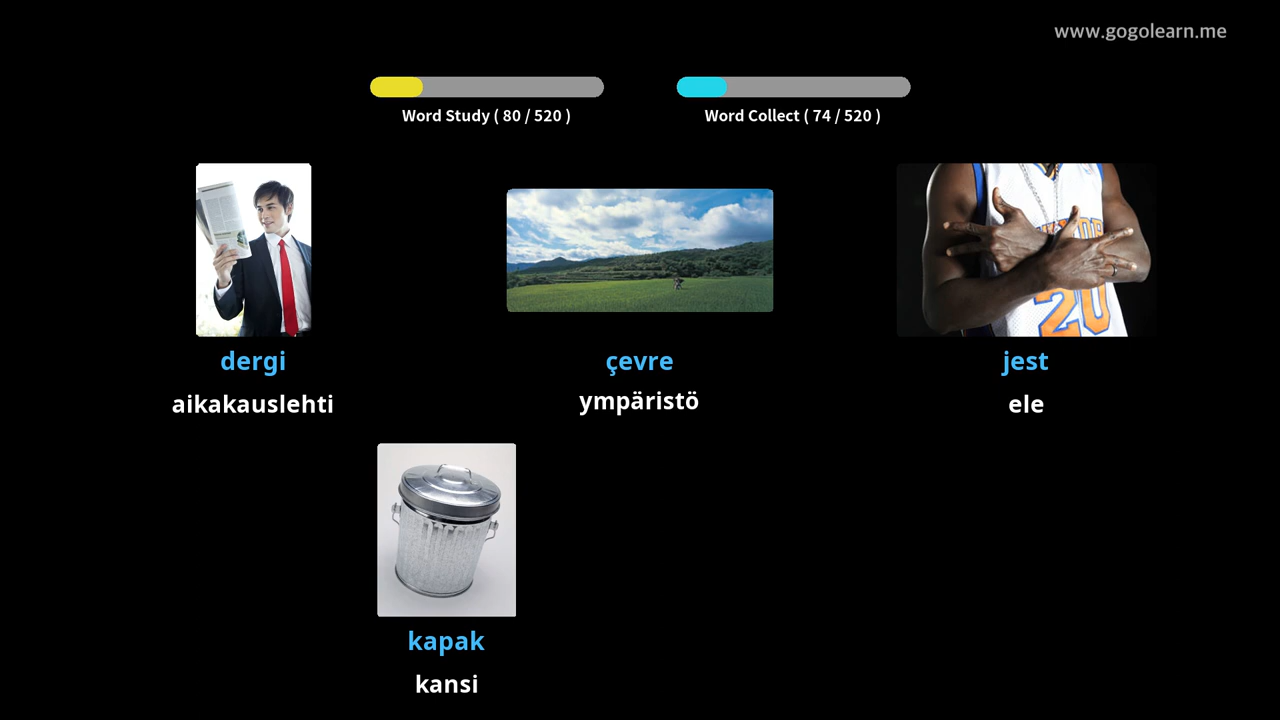 www.gogolearn.me
Word Study ( 80 / 520 )
Word Collect ( 74 / 520 )
dergi
aikakauslehti
çevre
ympäristö
20
jest
ele
kapak
kansi